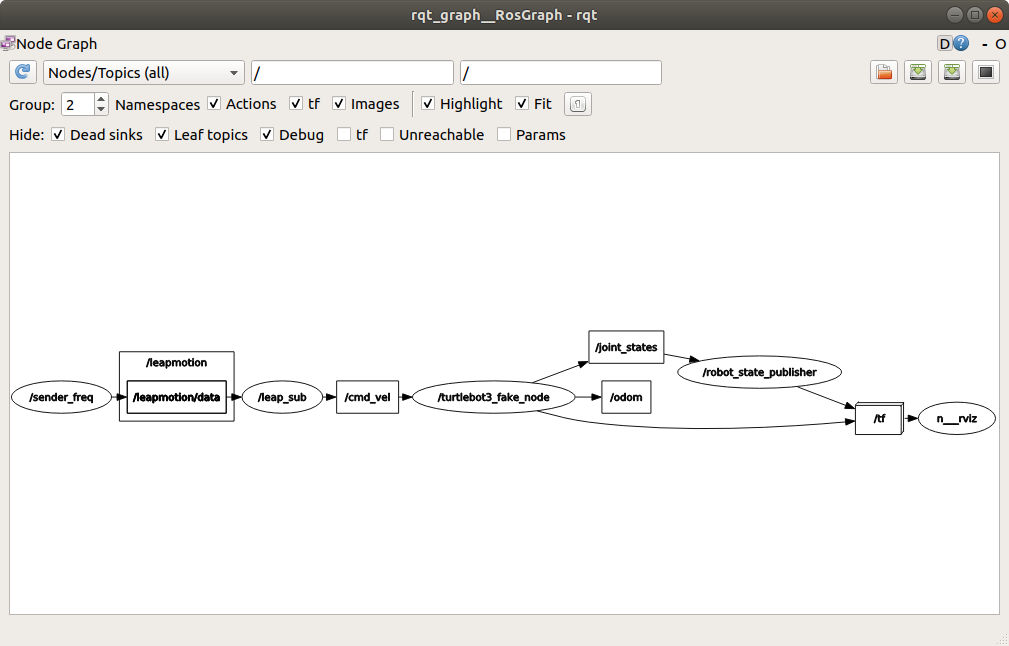 rqt_graph__RosGraph - rqt
Node Graph
D ? - O
Nodes/Topics (all) / /
Group: 2 Namespaces Actions tf Images Highlight Fit
Hide: Dead sinks Leaf topics Debug tf Unreachable Params
/sender_freq
/leapmotion
/leapmotion/data
/leap_sub
/cmd_vel
/turtlebot3_fake_node
/joint_states
/odom
/robot_state_publisher
/tf
n__rviz